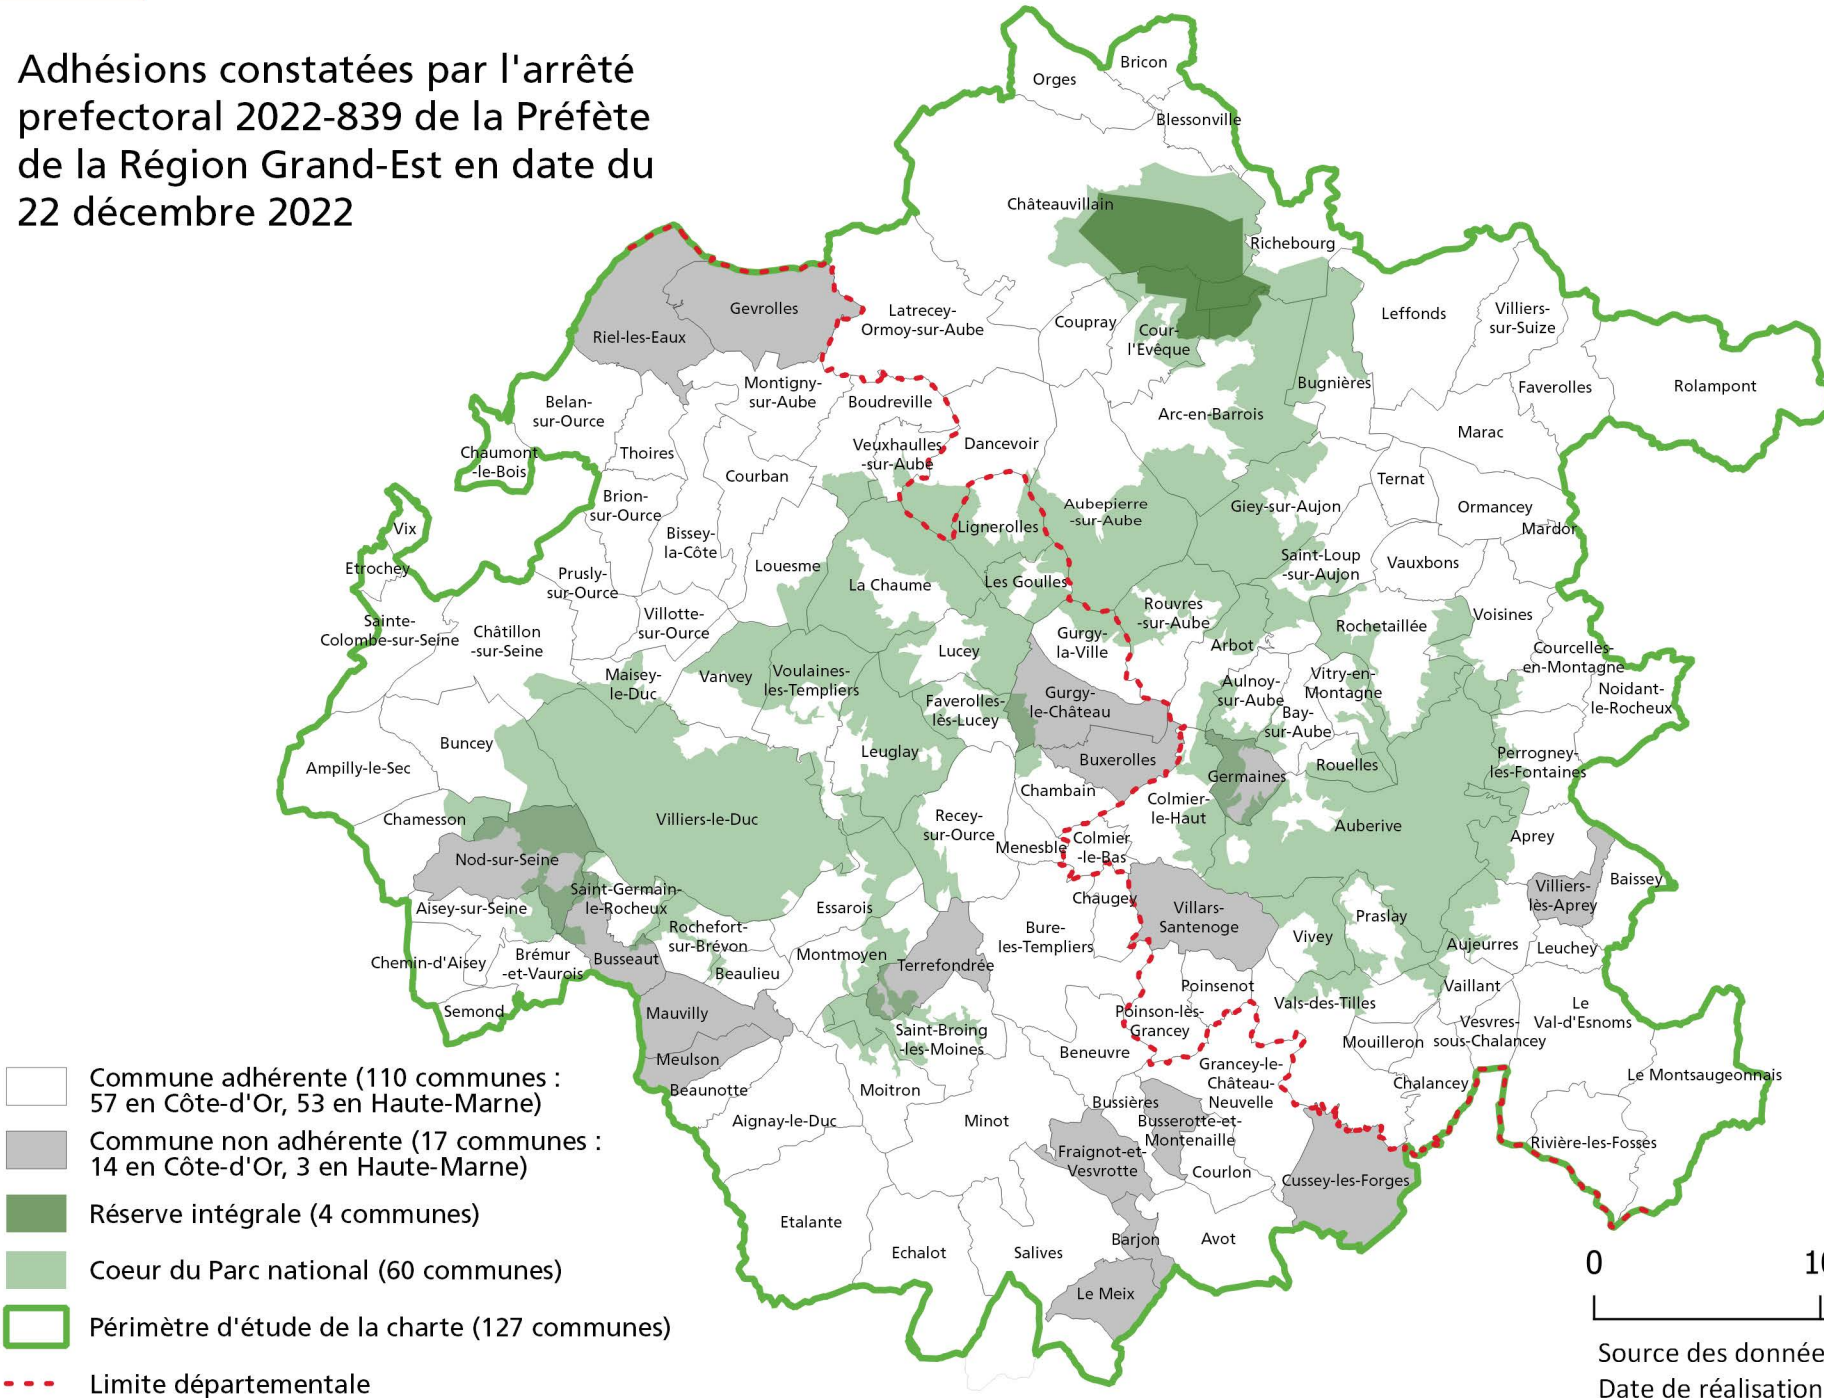 Adhésions constatées par l'arrêté
prefectoral 2022-839 de la Préfète
de la Région Grand-Est en date du
22 décembre 2022
Bricon
Orges
Blessonville
Châteauvillain
Richebourg
Gevrolles
Riel-les-Eaux
Latrecey-
Ormoy-sur-Aube
Coupray
Cour-
l'Evêque
Leffonds
Villiers-
sur-Suize
Montigny-
sur-Aube
Boudreville
Bugnières
Faverolles
Rolampont
Belan-
sur-Ource
Arc-en-Barrois
Marac
Chaumont
-le-Bois
Thoires
Veuxhaulles
-sur-Aube
Dancevoir
Courban
Ternat
Brion-
sur-Ource
Lignerolles
Aubepierre
-sur-Aube
Giey-sur-Aujon
Ormancey
Mardor
Vix
Bissey-
la-Côte
Etrochey
Prusly-
sur-Ource
Louesme
La Chaume
Les Goulles
Saint-Loup
-sur-Aujon
Vauxbons
Sainte-
Colombe-sur-Seine
Châtillon
-sur-Seine
Villotte-
sur-Ource
Rouvres
-sur-Aube
Rochetaillée
Voisines
Lucey
Gurgy-
la-Ville
Arbot
Courcelles-
en-Montagne
Maisey-
le-Duc
Vanvey
Voulaines-
les-Templiers
Faverolles-
lès-Lucey
Gurgy-
le-Château
Aulnoy-
sur-Aube
Vitry-en-
Montagne
Noidant-
le-Rocheux
Bay-
sur-Aube
Buncey
Leuglay
Buxerolles
Germaines
Rouelles
Perrogney-
les-Fontaines
Ampilly-le-Sec
Chambain
Colmier-
le-Haut
Chamesson
Villiers-le-Duc
Recey-
sur-Ource
Menesble
Colmier
-le-Bas
Auberive
Aprey
Nod-sur-Seine
Saint-Germain-
le-Rocheux
Villiers-
lès-Aprey
Baissey
Aisey-sur-Seine
Essarois
Chaugey
Villars-
Santenoge
Praslay
Rochefort-
sur-Brévon
Bure-
les-Templiers
Vivey
Aujeurres
Leuchey
Chemin-d'Aisey
Brémur
-et-Vaurois
Busseaut
Beaulieu
Montmoyen
Terrefondrée
Poinsenot
Vaillant
Semond
Mauvilly
Saint-Broing
-les-Moines
Poinson-lès-
Grancey
Vals-des-Tilles
Le
Val-d'Esnoms
Vesvres-
sous-Chalancey
Mouilleron
Meulson
Beneuvre
Grancey-le-
Château-
Neuvelle
Chalancey
Le Montsaugeonnais
Beaunotte
Moitron
Bussières
Aignay-le-Duc
Minot
Busserotte-et-
Montenaille
Rivière-les-Fosses
Fraignot-et-
Vesvrotte
Courlon
Cussey-les-Forges
Etalante
Echalot
Salives
Barjon
Avot
Le Meix
Commune adhérente (110 communes :
57 en Côte-d'Or, 53 en Haute-Marne)
Commune non adhérente (17 communes :
14 en Côte-d'Or, 3 en Haute-Marne)
Réserve intégrale (4 communes)
Coeur du Parc national (60 communes)
Périmètre d'étude de la charte (127 communes)
Limite départementale
0
Source des donnée
Date de réalisation